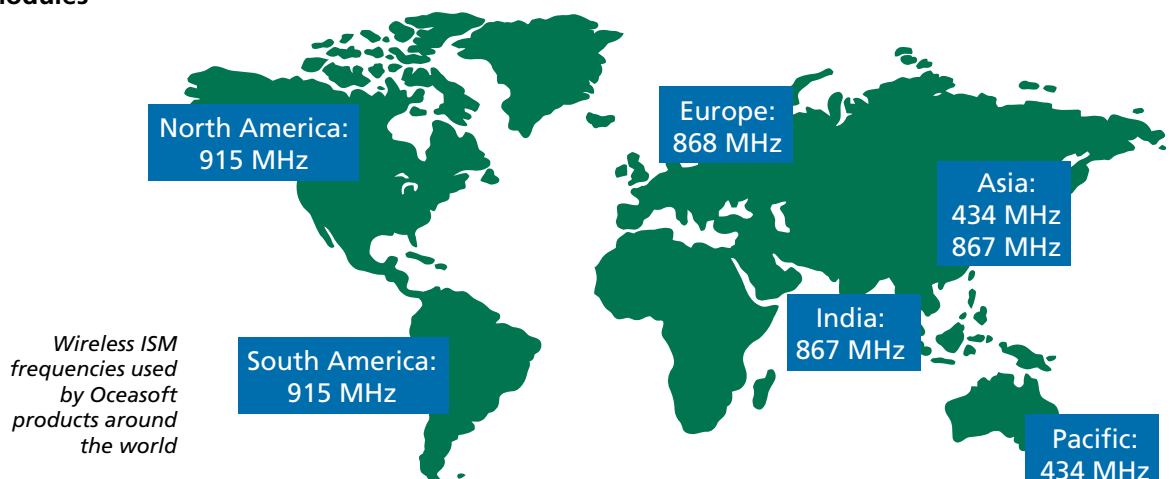 North America:
915 MHz
Europe:
868 MHz
Asia:
434 MHz
867 MHz
India:
867 MHz
South America:
915 MHz
Wireless ISM
frequencies used
by Oceasoft
products around
the world
Pacific:
434 MHz